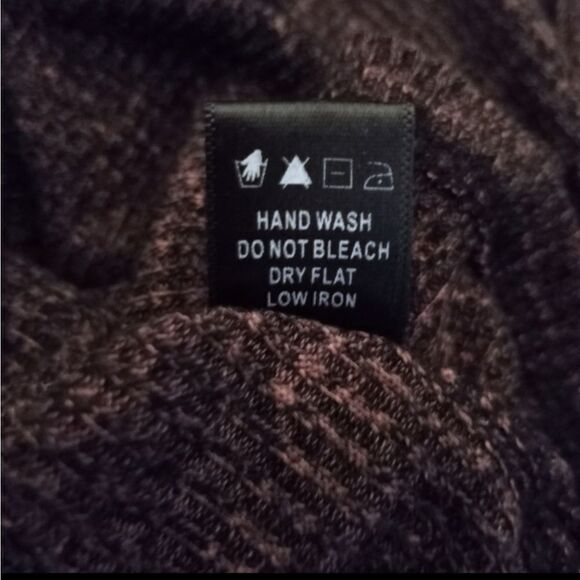 HAND WASH
DO NOT BLEACH
DRY FLAT
LOW IRON